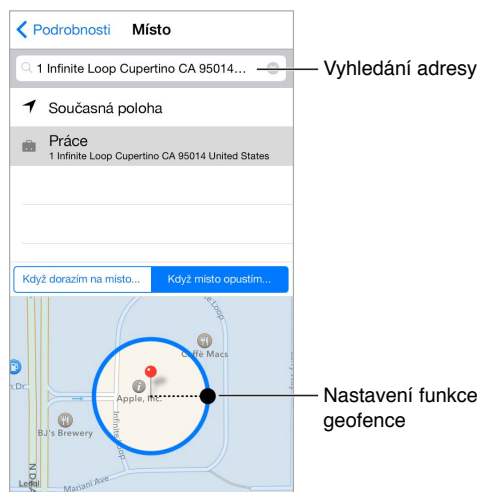 Podrobnosti Místo
1 Infinite Loop Cupertino CA 95014…
Vyhledání adresy
Současná poloha
Práce
1 Infinite Loop Cupertino CA 95014 United States
Když dorazím na místo...
Když místo opustím...
Loop
Caffè Macs
Apple, Inc.
Nastavení funkce
geofence
n Dr
BJ's Brewery
Infinite Loop
Mariani Ave
Legal